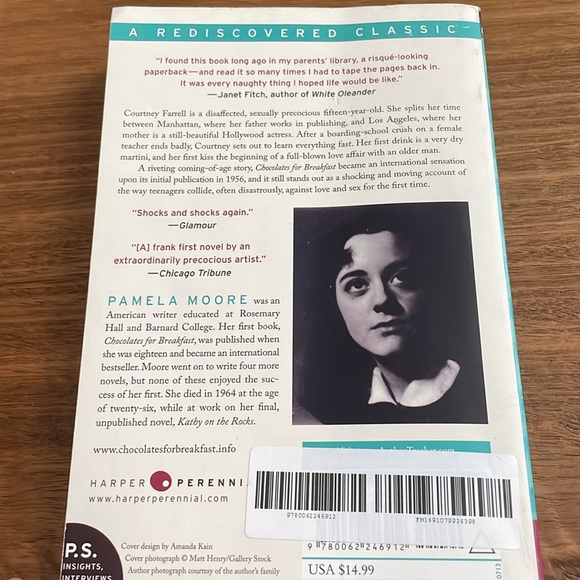 A REDISCOVERED CLASSIC
"I found this book long ago in my parents' library, a risqué-looking
paperback—and read it so many times I had to tape the pages back in.
It was every naughty thing I hoped life would be like."
—Janet Fitch, author of White Oleander
Courtney Farrell is a disaffected, sexually precocious fifteen-year-old. She splits her time
between Manhattan, where her father works in publishing, and Los Angeles, where her
mother is a still-beautiful Hollywood actress. After a boarding-school crush on a female
teacher ends badly, Courtney sets out to learn everything fast. Her first drink is a very dry
martini, and her first kiss the beginning of a full-blown love affair with an older man.
A riveting coming-of-age story, Chocolates for Breakfast became an international sensation
upon its initial publication in 1956, and it still stands out as a shocking and moving account of
the way teenagers collide, often disastrously, against love and sex for the first time.
"Shocks and shocks again."
—Glamour
"[A] frank first novel by an
extraordinarily precocious artist."
—Chicago Tribune
PAMELA MOORE was an
American writer educated at Rosemary
Hall and Barnard College. Her first book,
Chocolates for Breakfast, was published when
she was eighteen and became an international
bestseller. Moore went on to write four more
novels, but none of these enjoyed the suc-
cess of her first. She died in 1964 at the age
of twenty-six, while at work on her final,
unpublished novel, Kathy on the Rocks.
www.chocolatesforbreakfast.info
HARPER PERENNI
www.harperperennial.com
9780062246912
P.S.
INSIGHTS,
INTERVIEWS
Cover design by Amanda Kain
Cover photograph © Matt Henry/Gallery Stock
Author photograph courtesy of the author's family
9 780062 246912
USA $14.99
0713